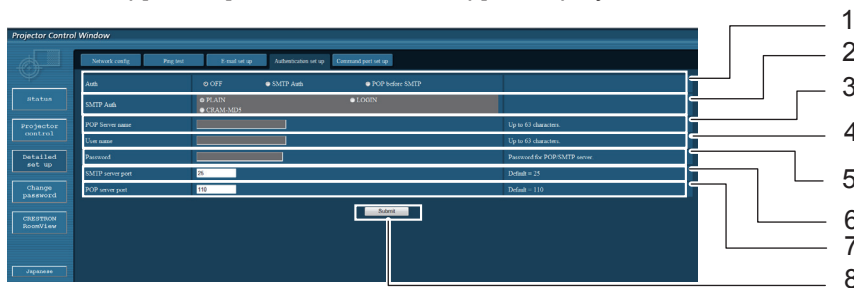 Projector Control Window
Network config Ping test E-mail set up Authentication set up Command port set up
Auth OFF SMTP Auth POP before SMTP
SMTP Auth PLAIN LOGIN
CRAM-MD5
POP Server name Up to 63 characters.
User name Up to 63 characters.
Password Password for POP/SMTP server
SMTP server port 25 Default = 25
POP server port 110 Default = 110
Submit
Status
Projector
control
Detailed
set up
Change
password
CRESTRON
RoomView
Japanese
1
2
3
4
5
6
7
8